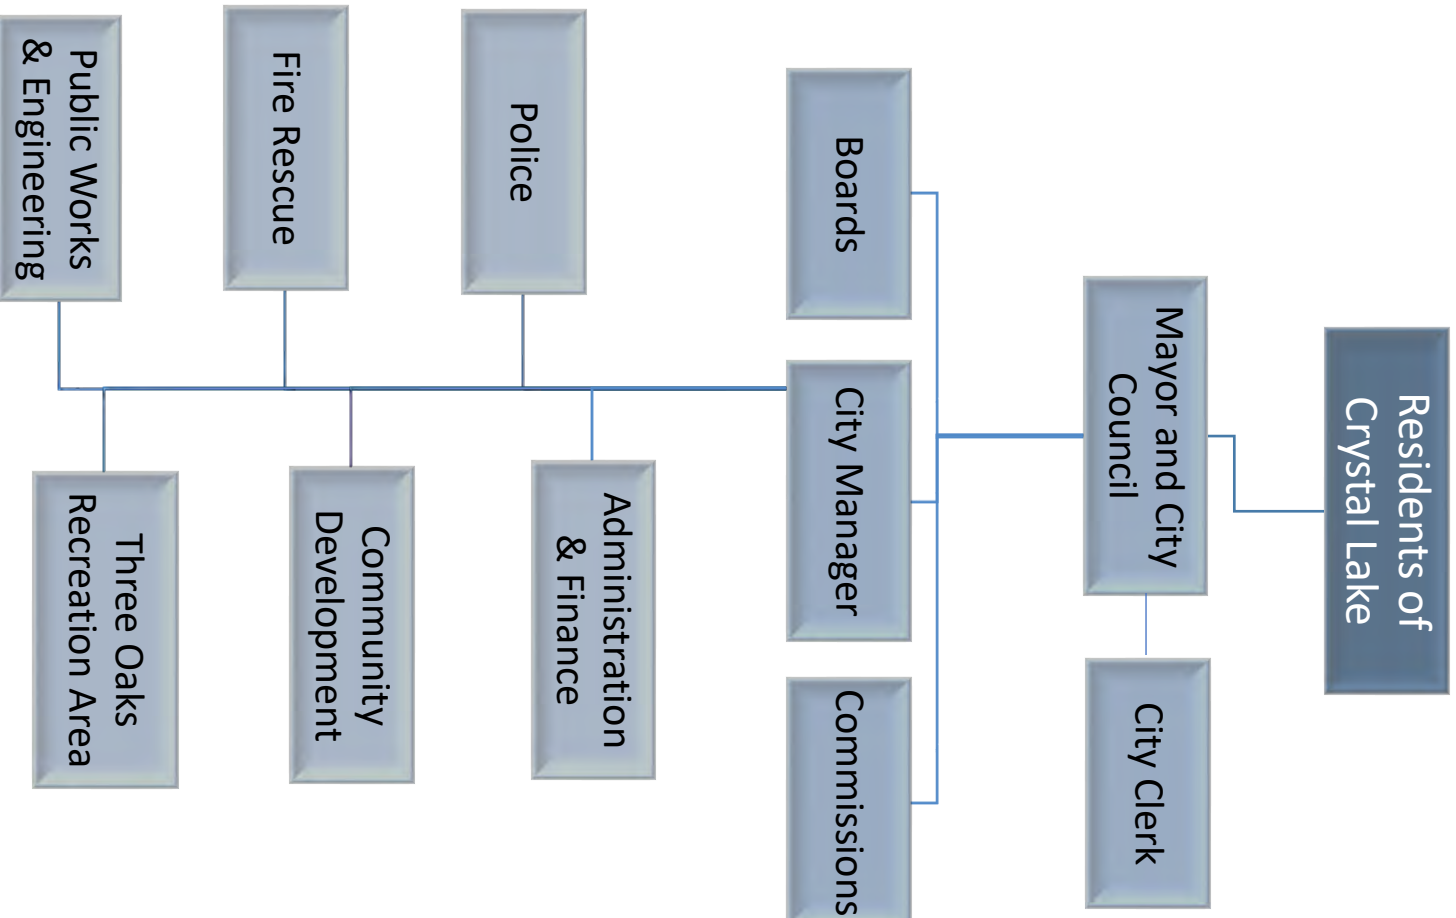 Residents of
Crystal Lake
Mayor and City
Council
City Clerk
Boards
City Manager
Commissions
Police
Administration
& Finance
Fire Rescue
Community
Development
Public Works
& Engineering
Three Oaks
Recreation Area